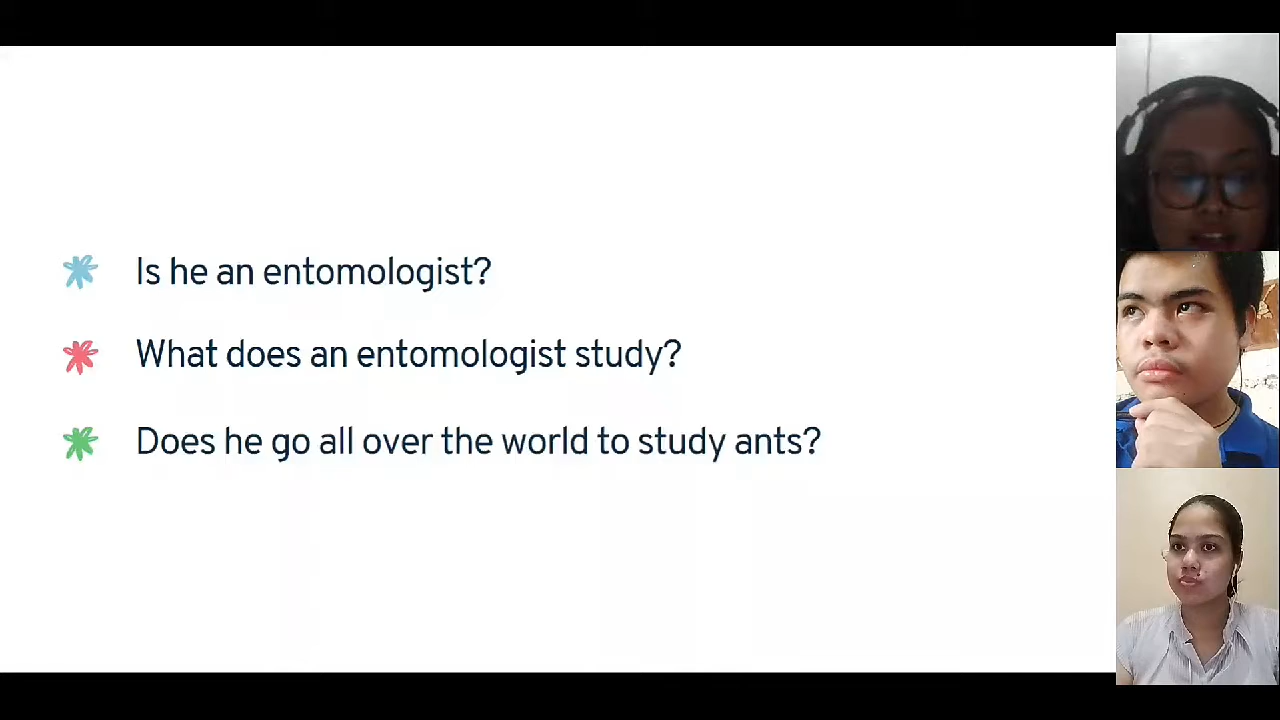 Is he an entomologist?
What does an entomologist study?
Does he go all over the world to study ants?